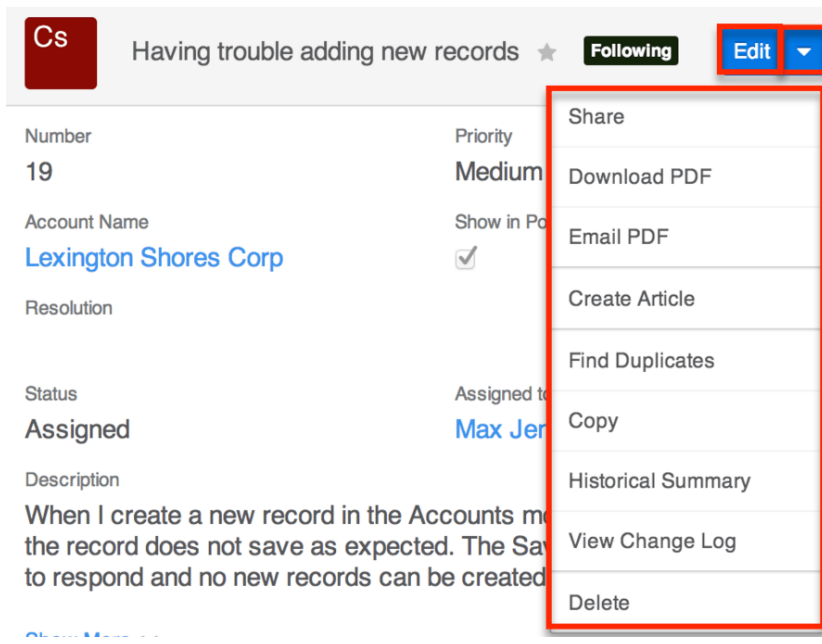 Cs
Having trouble adding new records
Following
Edit
Number
19
Priority
Medium
Account Name
Lexington Shores Corp
Show in Po
Resolution
Status
Assigned
Assigned to
Max Jer
Description
When I create a new record in the Accounts mo
the record does not save as expected. The Sav
to respond and no new records can be created
Show More
Share
Download PDF
Email PDF
Create Article
Find Duplicates
Copy
Historical Summary
View Change Log
Delete